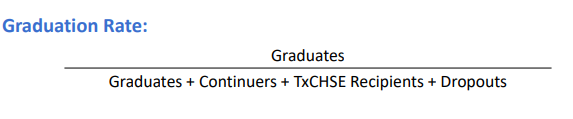 Graduation Rate:
Graduates
Graduates + Continuers + TxCHSE Recipients + Dropouts